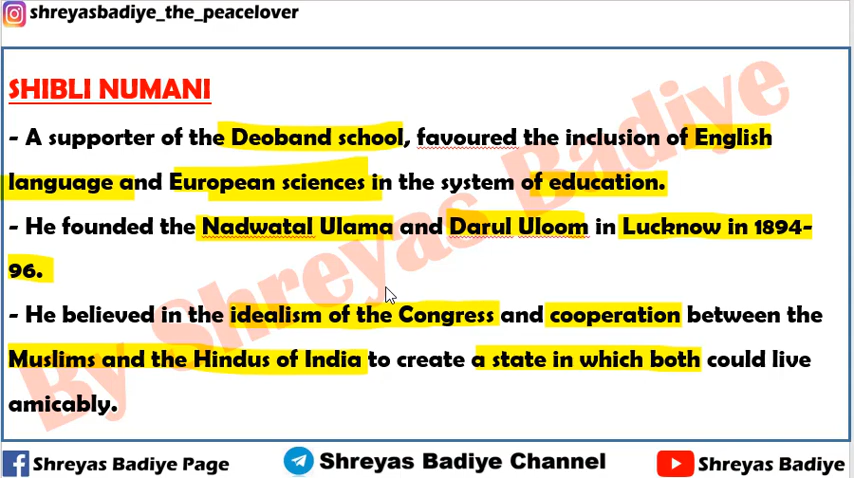 shreyasbadiye_the_peacelover
SHIBLI NUMANI
- A supporter of the Deoband school, favoured the inclusion of English
language and European sciences in the system of education.
- He founded the Nadwatal Ulama and Darul Uloom in Lucknow in 1894-
96.
- He believed in the idealism of the Congress and cooperation between the
Muslims and the Hindus of India to create a state in which both could live
amicably.
By Shreyas Badiye
Shreyas Badiye Page
Shreyas Badiye Channel
Shreyas Badiye